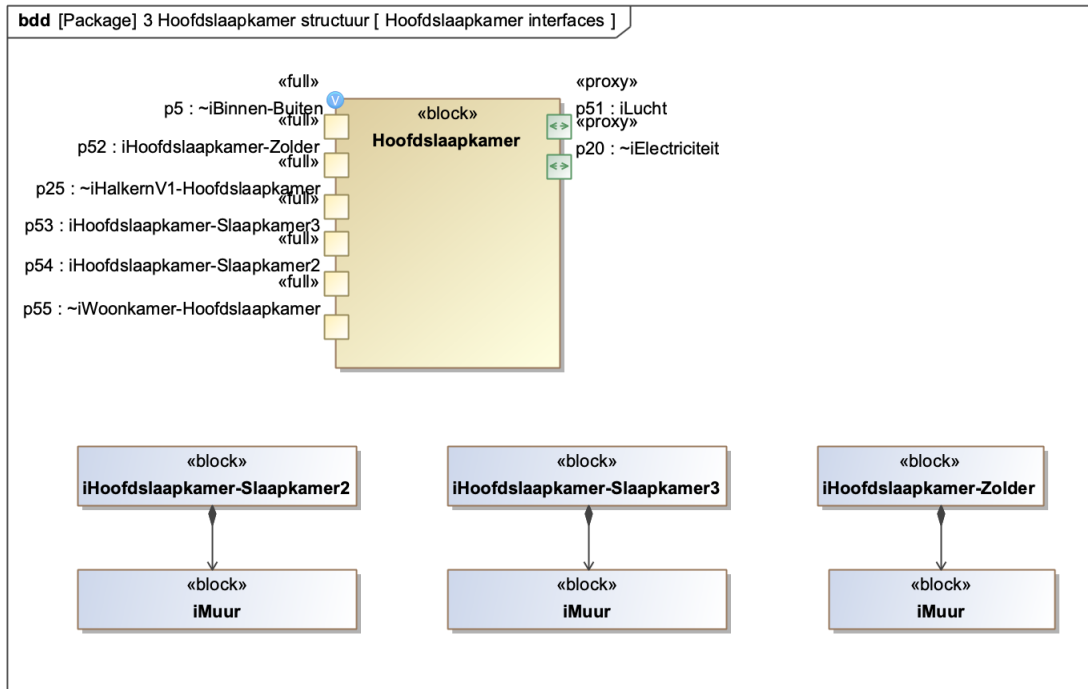 bdd [Package] 3 Hoofdslaapkamer structuur [ Hoofdslaapkamer interfaces ]
«full»
p5 : ~iBinnen-Buiten
«full»
p52 : iHoofdslaapkamer-Zolder
«full»
p25 : ~iHalkernV1-Hoofdslaapkamer
«full»
p53 : iHoofdslaapkamer-Slaapkamer3
«full»
p54 : iHoofdslaapkamer-Slaapkamer2
«full»
p55 : ~iWoonkamer-Hoofdslaapkamer
V
«block»
Hoofdslaapkamer
«proxy»
p51 : iLucht
«proxy»
p20 : ~iElectriciteit
«block»
iHoofdslaapkamer-Slaapkamer2
«block»
iHoofdslaapkamer-Slaapkamer3
«block»
iHoofdslaapkamer-Zolder
«block»
iMuur
«block»
iMuur
«block»
iMuur